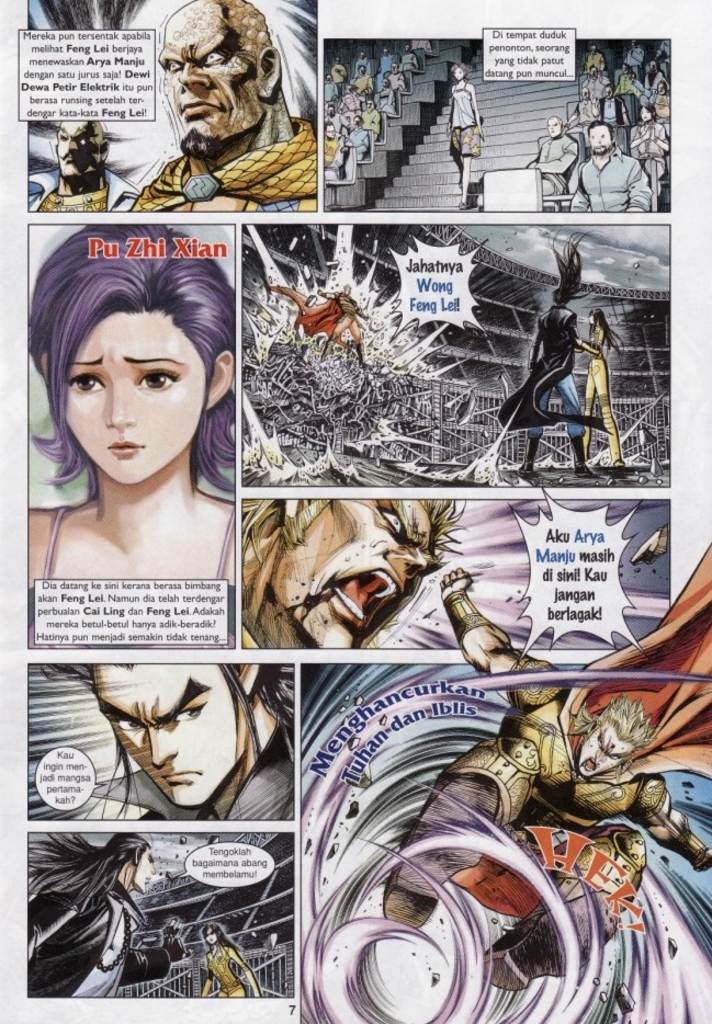 Mereka pun tersentak apabila
melihat Feng Lei berjaya
menewaskan Arya Manju
dengan satu jurus saja! Dewi
Dewa Petir Elektrik itu pun
berasa runsing setelah ter-
dengar kata-kata Feng Lei!
Di tempat duduk
penonton, seorang
yang tidak patut
datang pun muncul...
Pu Zhi Xian
Dia datang ke sini kerana berasa bimbang
akan Feng Lei. Namun dia telah terdengar
perbualan Cai Ling dan Feng Lei. Adakah
mereka betul-betul hanya adik-beradik?
Hatinya pun menjadi semakin tidak tenang...
Jahatnya
Wong
Feng Lei!
Aku Arya
Manju masih
di sini! Kau
jangan
berlagak!
Kau
ingin men-
jadi mangsa
pertama-
kah?
Tengoklah
bagaimana abang
membelamu!
Menghancurkan
Tuhan dan Iblis
HEK!
7